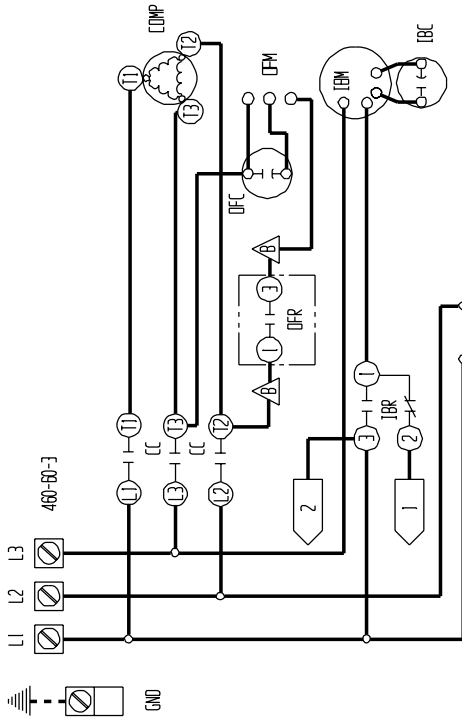 GND
L1 L2 L3
460-60-3
L1 T1 T1
CC
COMP
L3 T3 T3
CC
L2 T2 T2
OFC
OFM
B 1 3 B
OFR
2
IBM
3 1
IBR
2
1
IBC